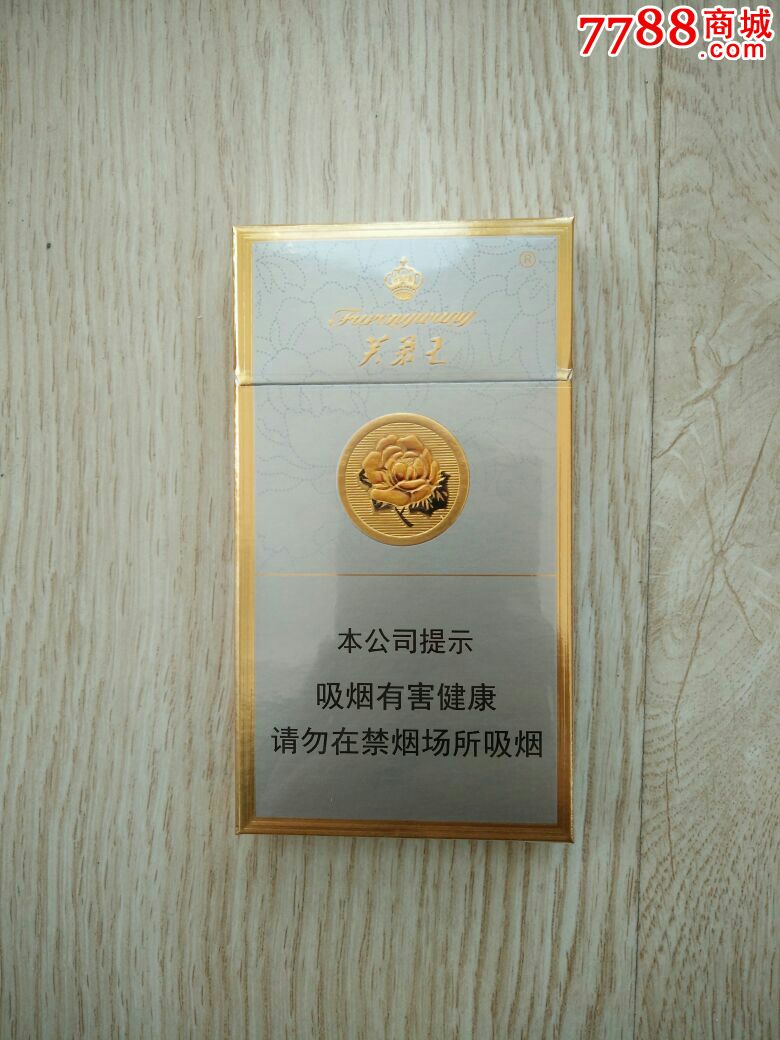 7788商城
.com
®
Furongwang
芙蓉王
本公司提示
吸烟有害健康
请勿在禁烟场所吸烟